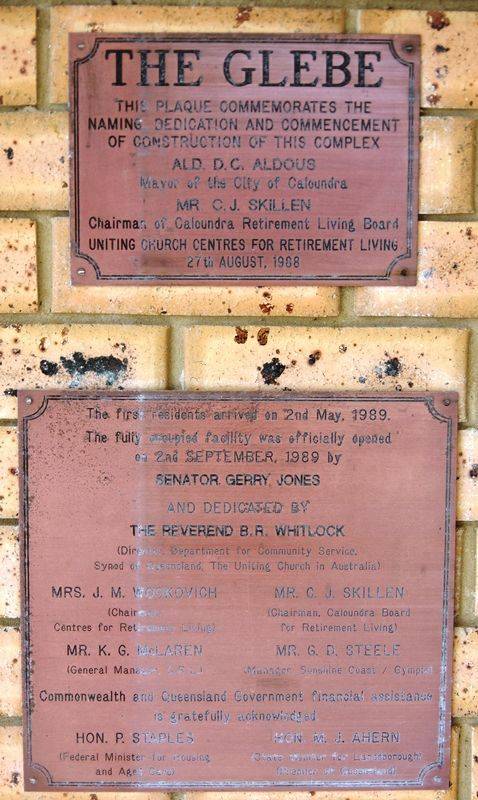 THE GLEBE
THIS PLAQUE COMMEMORATES THE
NAMING, DEDICATION AND COMMENCEMENT
OF CONSTRUCTION OF THIS COMPLEX
ALD. D.C. ALDOUS
Mayor of the City of Caloundra
MR. C.J. SKILLEN
Chairman of Caloundra Retirement Living Board
UNITING CHURCH CENTRES FOR RETIREMENT LIVING
27th AUGUST, 1988
The first residents arrived on 2nd May, 1989.
The fully occupied facility was officially opened
on 2nd SEPTEMBER, 1989 by
SENATOR GERRY JONES
AND DEDICATED BY
THE REVEREND B.R. WHITLOCK
(Director, Department for Community Service,
Synod of Queensland, The Uniting Church in Australia)
MRS. J. M. MR. C. J. SKILLEN
(Chairman (Chairman, Caloundra Board
Centres for Retirement Living) for Retirement Living)
MR. K. G. McLAREN MR. G. D. STEELE
(General Manager (Manager Sunshine Coast / Gympie)
Commonwealth and Queensland Government financial assistance
is gratefully acknowledged
HON. P. STAPLES HON. M. J. AHERN
(Federal Minister for Housing (State Member for Landsborough)
and Aged Care) (Premier of Queensland)